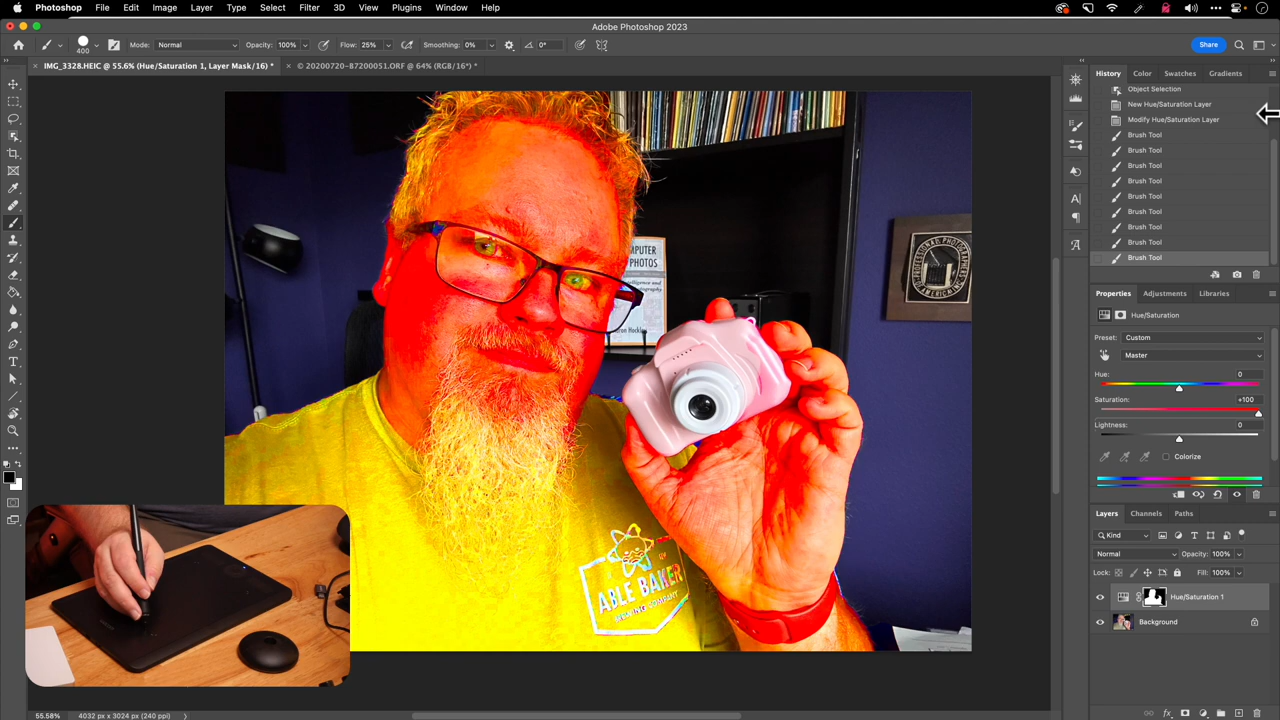 Photoshop File Edit Image Layer Type Select Filter 3D View Plugins Window Help
Adobe Photoshop 2023
400 Mode: Normal Opacity: 100% Flow: 25% Smoothing: 0% 0° Share
IMG_3328.HEIC @ 55.6% (Hue/Saturation 1, Layer Mask/16) * © 20200720-87200051.ORF @ 64% (RGB/16*) *
History Color Swatches Gradients
Object Selection
New Hue/Saturation Layer
Modify Hue/Saturation Layer
Brush Tool
Brush Tool
Brush Tool
Brush Tool
Brush Tool
Brush Tool
Brush Tool
Brush Tool
Brush Tool
Properties Adjustments Libraries
Hue/Saturation
Preset: Custom
Master
Hue: 0
Saturation: +100
Lightness: 0
Colorize
Layers Channels Paths
Kind
Normal Opacity: 100%
Lock: Fill: 100%
Hue/Saturation 1
Background
COMPUTER
PHOTOS
ABLE BAKER
BREWING COMPANY
55.58% 4032 px x 3024 px (240 ppi)